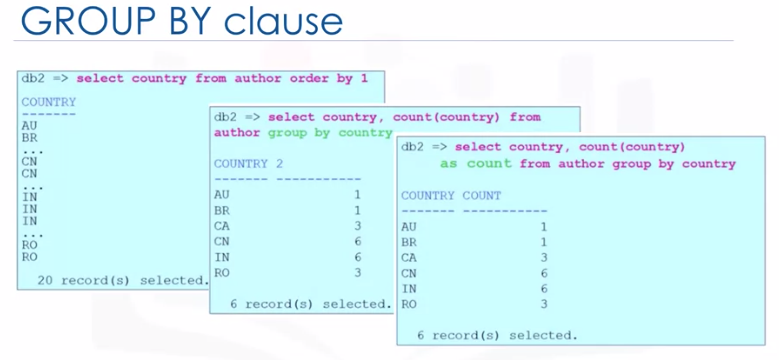 GROUP BY clause
db2 => select country from author order by 1
COUNTRY
-------
AU
BR
...
CN
CN
...
IN
IN
IN
...
RO
RO
20 record(s) selected.
db2 => select country, count(country) from
author group by country
COUNTRY 2
------- -----------
AU 1
BR 1
CA 3
CN 6
IN 6
RO 3
6 record(s) selected.
db2 => select country, count(country)
as count from author group by country
COUNTRY COUNT
------- -----------
AU 1
BR 1
CA 3
CN 6
IN 6
RO 3
6 record(s) selected.